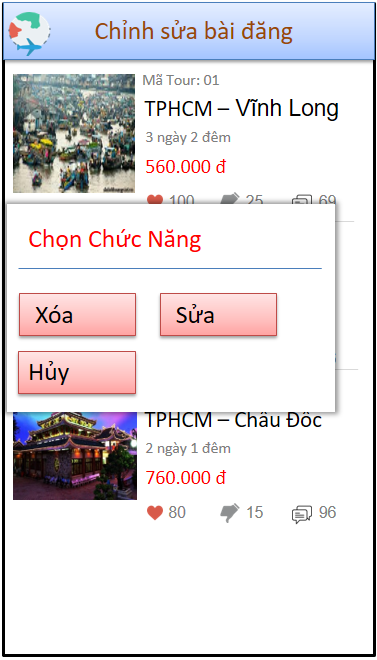 Chỉnh sửa bài đăng
Mã Tour: 01
TPHCM – Vĩnh Long
3 ngày 2 đêm
560.000 đ
100 25 69
Chọn Chức Năng
Xóa Sửa
Hủy
TPHCM – Châu Đốc
2 ngày 1 đêm
760.000 đ
80 15 96